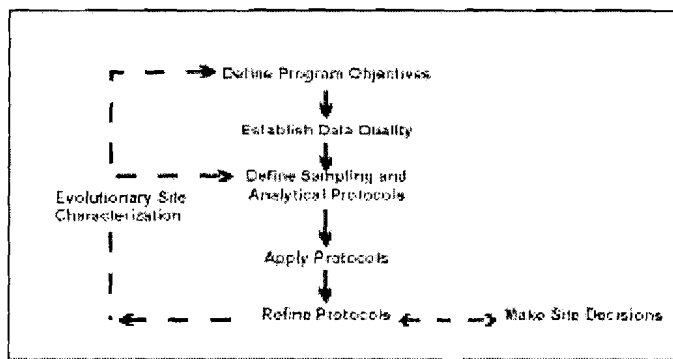 Define Program Objectives
Establish Data Quality
Define Sampling and
Analytical Protocols
Evolutionary Site
Characterization
Apply Protocols
Refine Protocols
Make Site Decisions